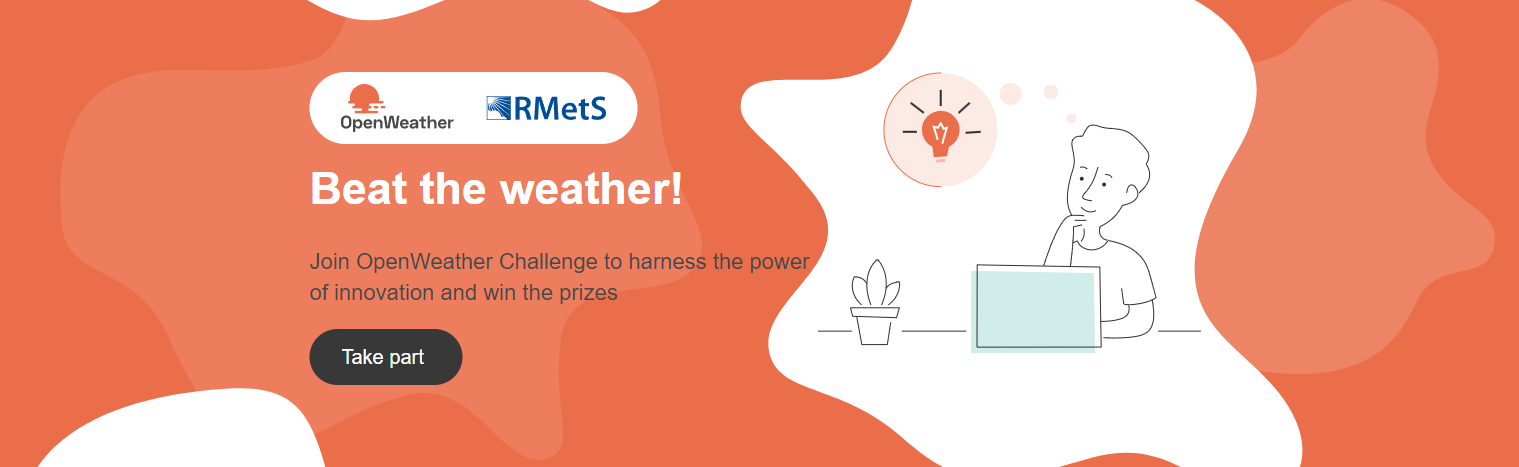 OpenWeather RMetS
Beat the weather!
Join OpenWeather Challenge to harness the power
of innovation and win the prizes
Take part